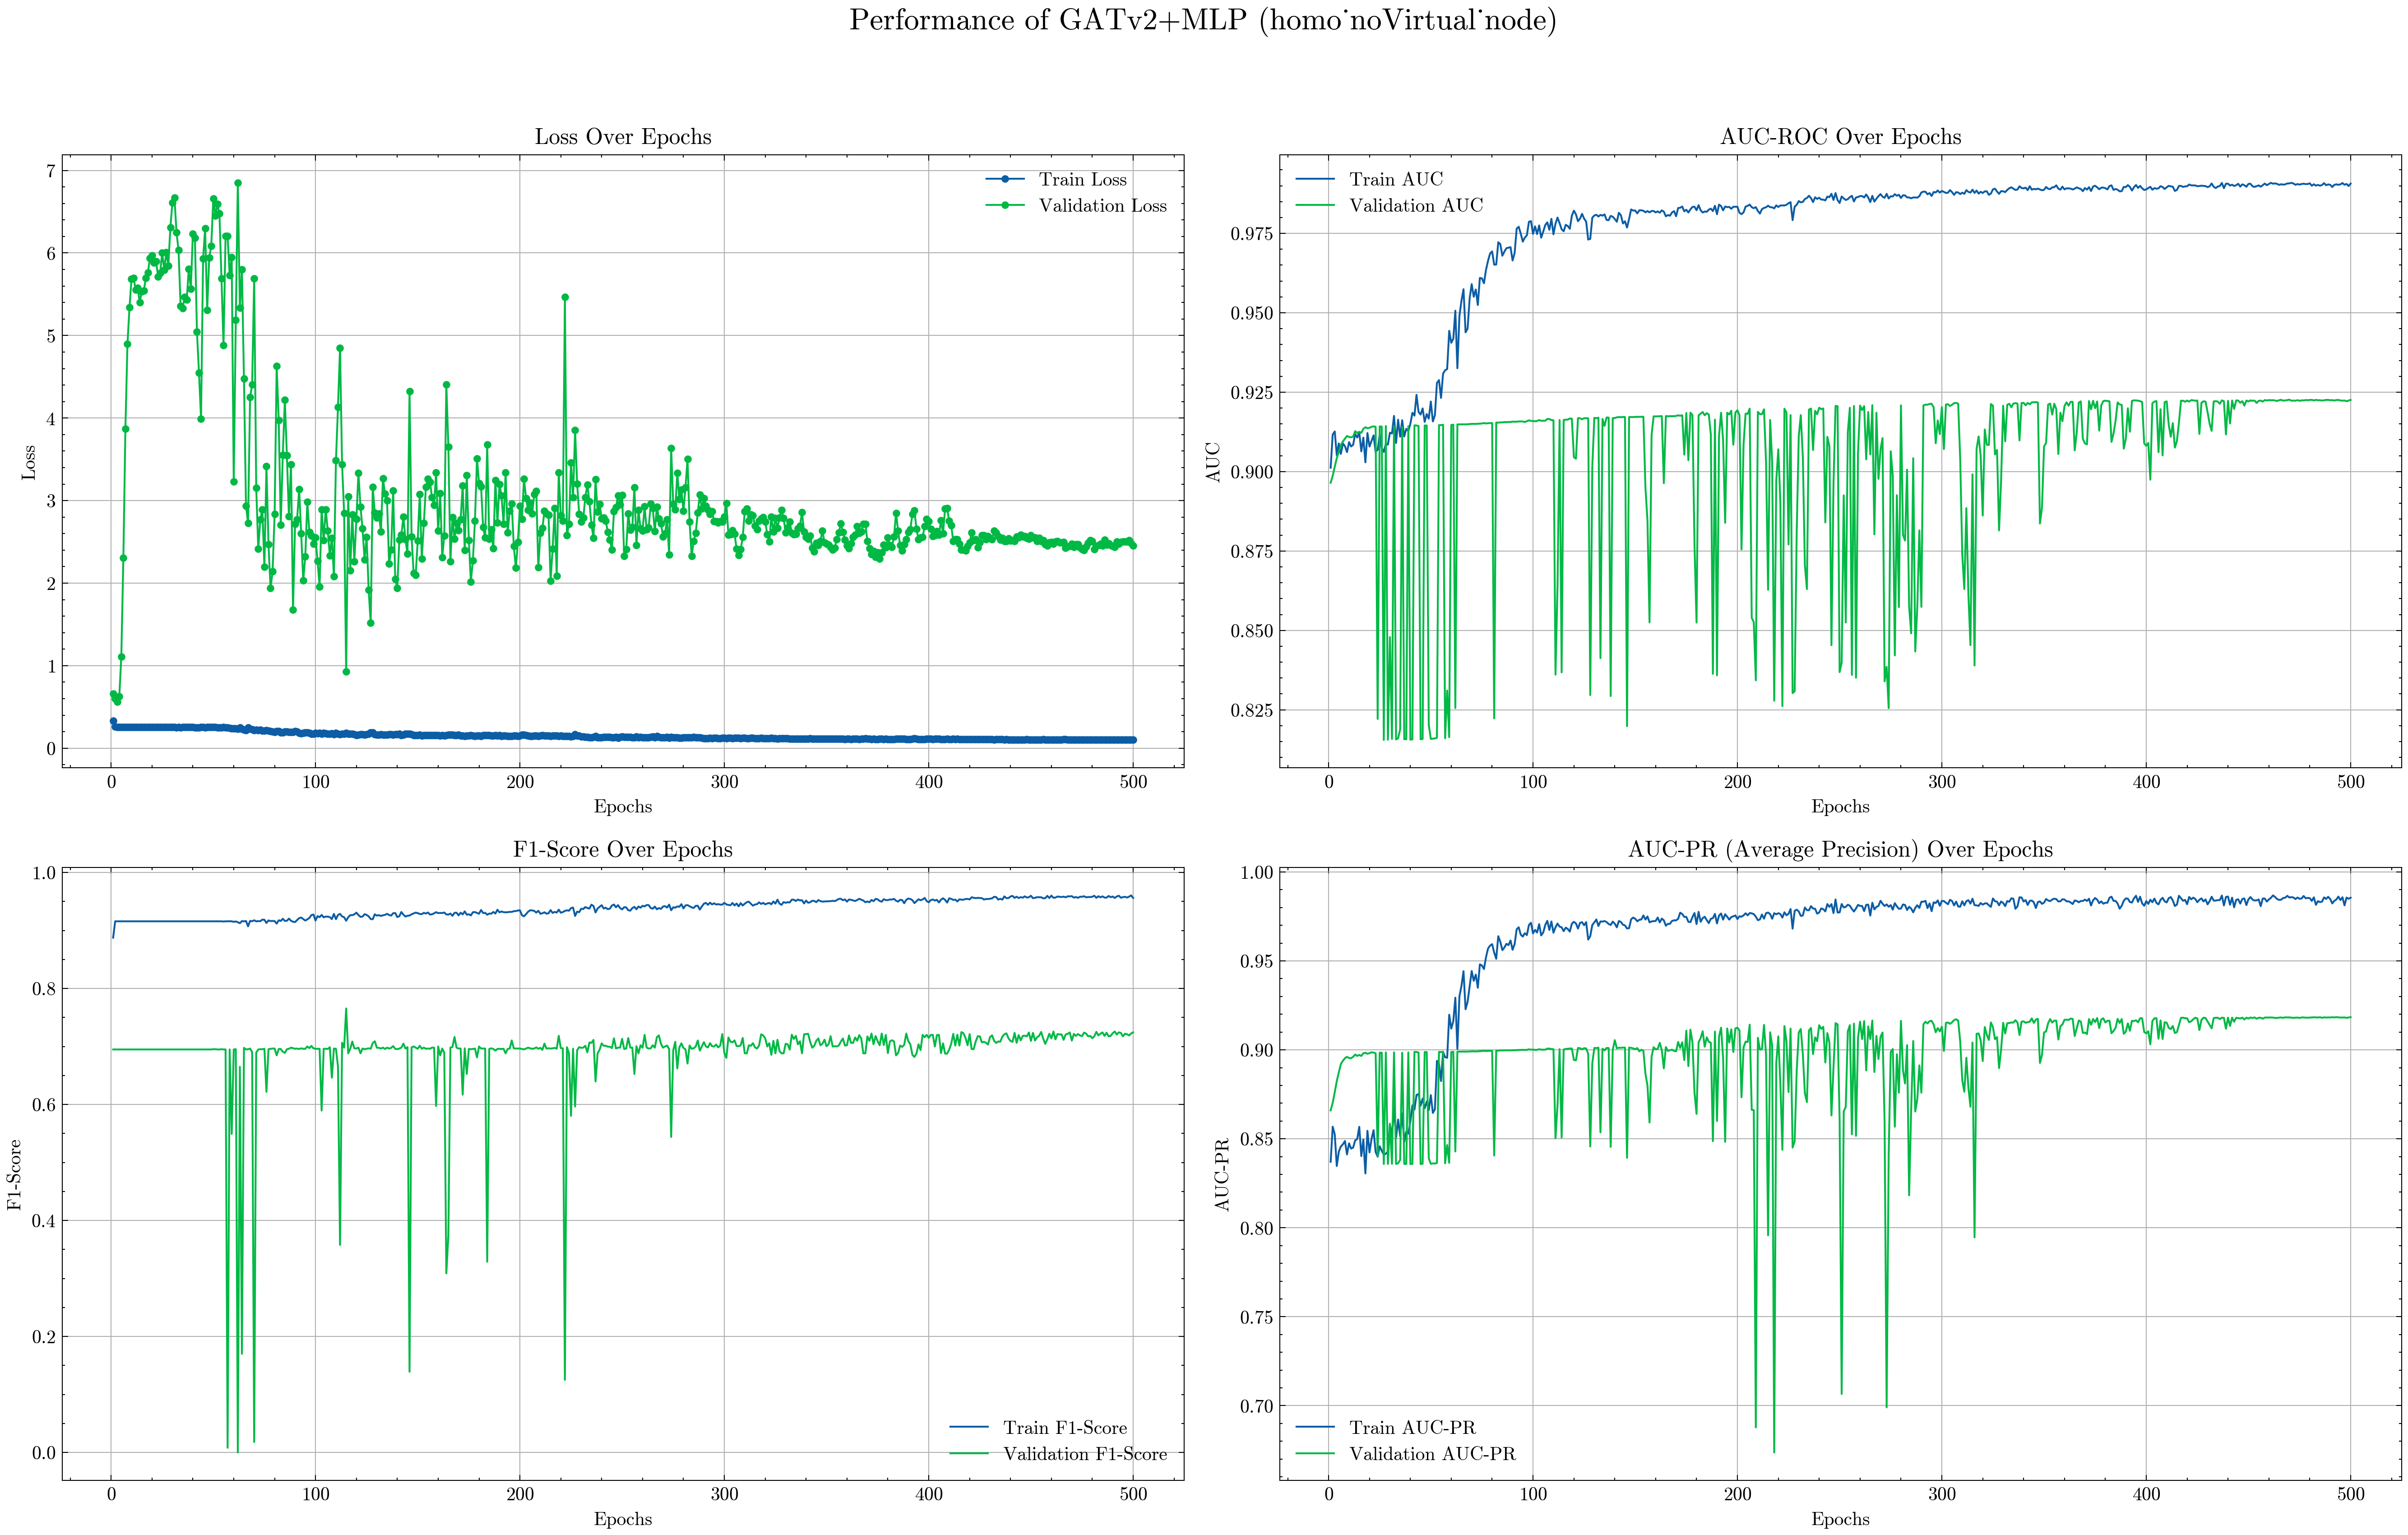 Performance of GATv2+MLP (homo˙noVirtual˙node)
Loss Over Epochs
Loss
7
6
5
4
3
2
1
0
Train Loss
Validation Loss
0 100 200 300 400 500
Epochs
AUC-ROC Over Epochs
AUC
0.975
0.950
0.925
0.900
0.875
0.850
0.825
Train AUC
Validation AUC
0 100 200 300 400 500
Epochs
F1-Score Over Epochs
F1-Score
1.0
0.8
0.6
0.4
0.2
0.0
Train F1-Score
Validation F1-Score
0 100 200 300 400 500
Epochs
AUC-PR (Average Precision) Over Epochs
AUC-PR
1.00
0.95
0.90
0.85
0.80
0.75
0.70
Train AUC-PR
Validation AUC-PR
0 100 200 300 400 500
Epochs